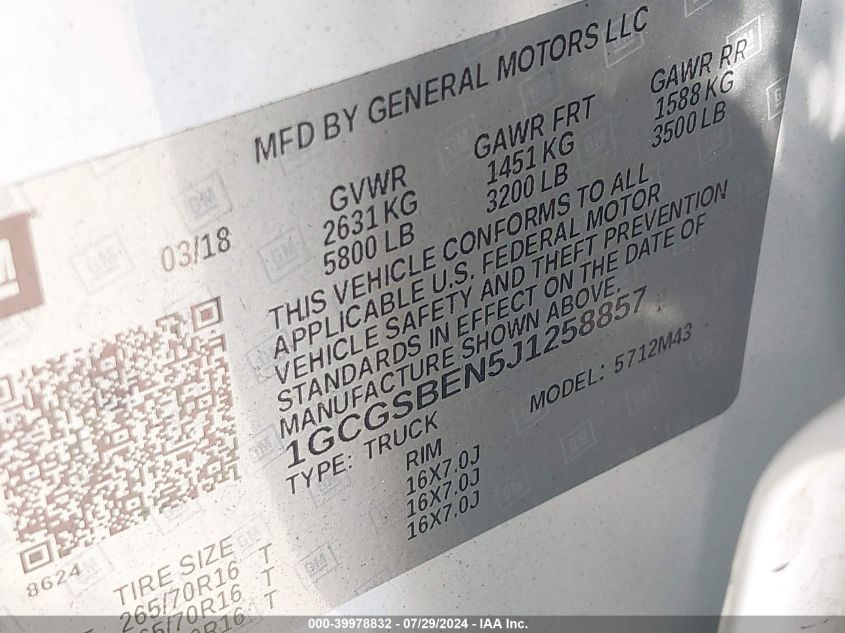 MFD BY GENERAL MOTORS LLC
03/18
GVWR GAWR FRT GAWR RR
2631 KG 1451 KG 1588 KG
5800 LB 3200 LB 3500 LB
THIS VEHICLE CONFORMS TO ALL
APPLICABLE U.S. FEDERAL MOTOR
VEHICLE SAFETY AND THEFT PREVENTION
STANDARDS IN EFFECT ON THE DATE OF
MANUFACTURE SHOWN ABOVE.
1GCGSBEN5J1258857
TYPE: TRUCK MODEL: 5712M43
8624
TIRE SIZE RIM
265/70R16 T 16X7.0J
265/70R16 T 16X7.0J
16X7.0J
GM
000-39978832 - 07/29/2024 - IAA Inc.